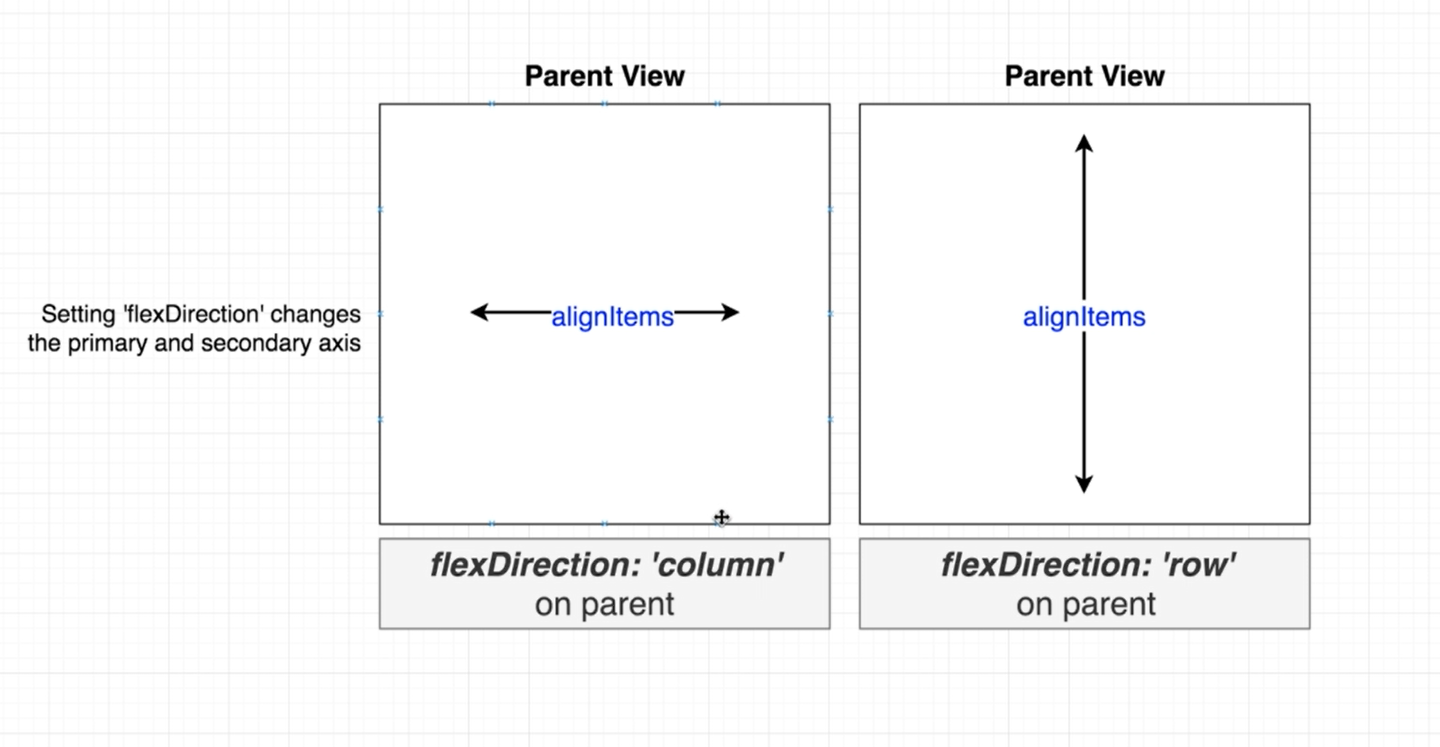 Parent View
Parent View
Setting 'flexDirection' changes
the primary and secondary axis
alignItems
alignItems
flexDirection: 'column'
on parent
flexDirection: 'row'
on parent